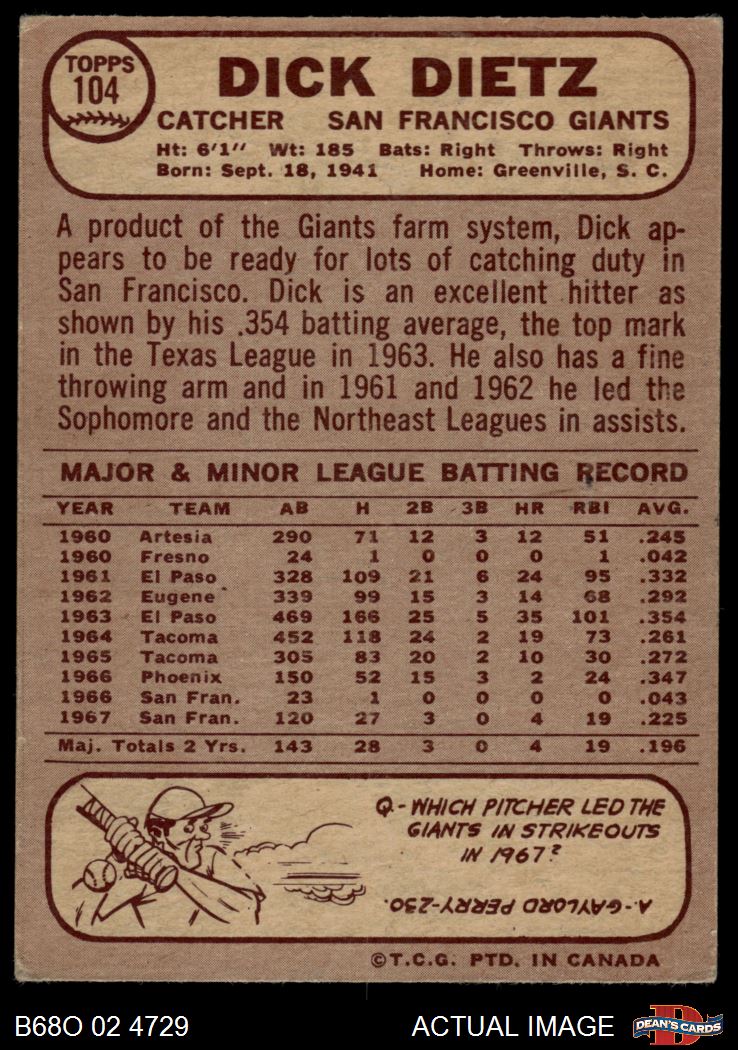 TOPPS
104
DICK DIETZ
CATCHER SAN FRANCISCO GIANTS
Ht: 6'1" Wt: 185 Bats: Right Throws: Right
Born: Sept. 18, 1941 Home: Greenville, S. C.
A product of the Giants farm system, Dick ap-
pears to be ready for lots of catching duty in
San Francisco. Dick is an excellent hitter as
shown by his .354 batting average, the top mark
in the Texas League in 1963. He also has a fine
throwing arm and in 1961 and 1962 he led the
Sophomore and the Northeast Leagues in assists.
MAJOR & MINOR LEAGUE BATTING RECORD
YEAR TEAM AB H 2B 3B HR RBI AVG.
1960 Artesia 290 71 12 3 12 51 .245
1960 Fresno 24 1 0 0 0 1 .042
1961 El Paso 328 109 21 6 24 95 .332
1962 Eugene 339 99 15 3 14 68 .292
1963 El Paso 469 166 25 5 35 101 .354
1964 Tacoma 452 118 24 2 19 73 .261
1965 Tacoma 305 83 20 2 10 30 .272
1966 Phoenix 150 52 15 3 2 24 .347
1966 San Fran. 23 1 0 0 0 0 .043
1967 San Fran. 120 27 3 0 4 19 .225
Maj. Totals 2 Yrs. 143 28 3 0 4 19 .196
Q-WHICH PITCHER LED THE
GIANTS IN STRIKEOUTS
IN 1967?
A-GAYLORD PERRY-230.
©T.C.G. PTD. IN CANADA
B68O 02 4729 ACTUAL IMAGE DEAN'S CARDS